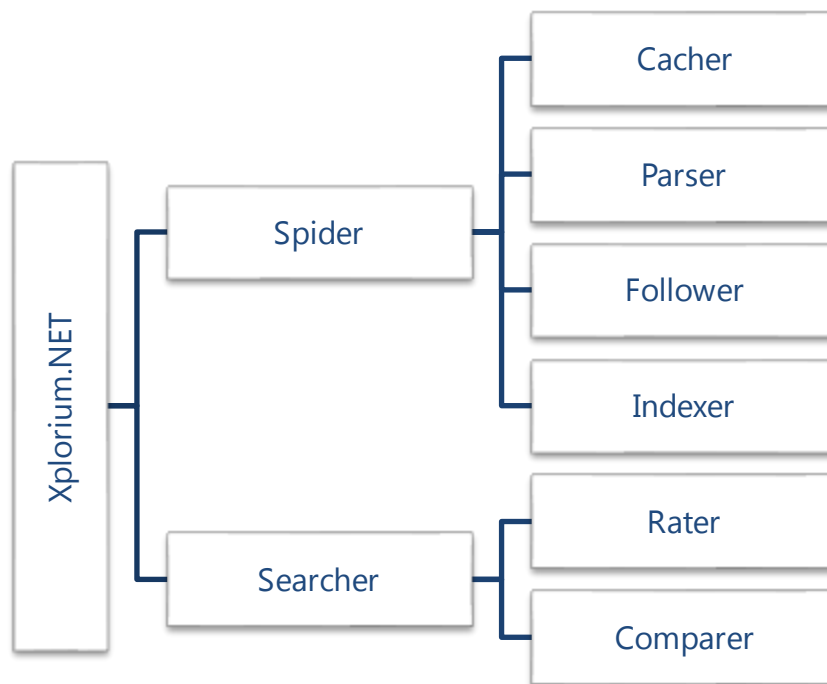 Xplorium.NET
Spider
Cacher
Parser
Follower
Indexer
Searcher
Rater
Comparer